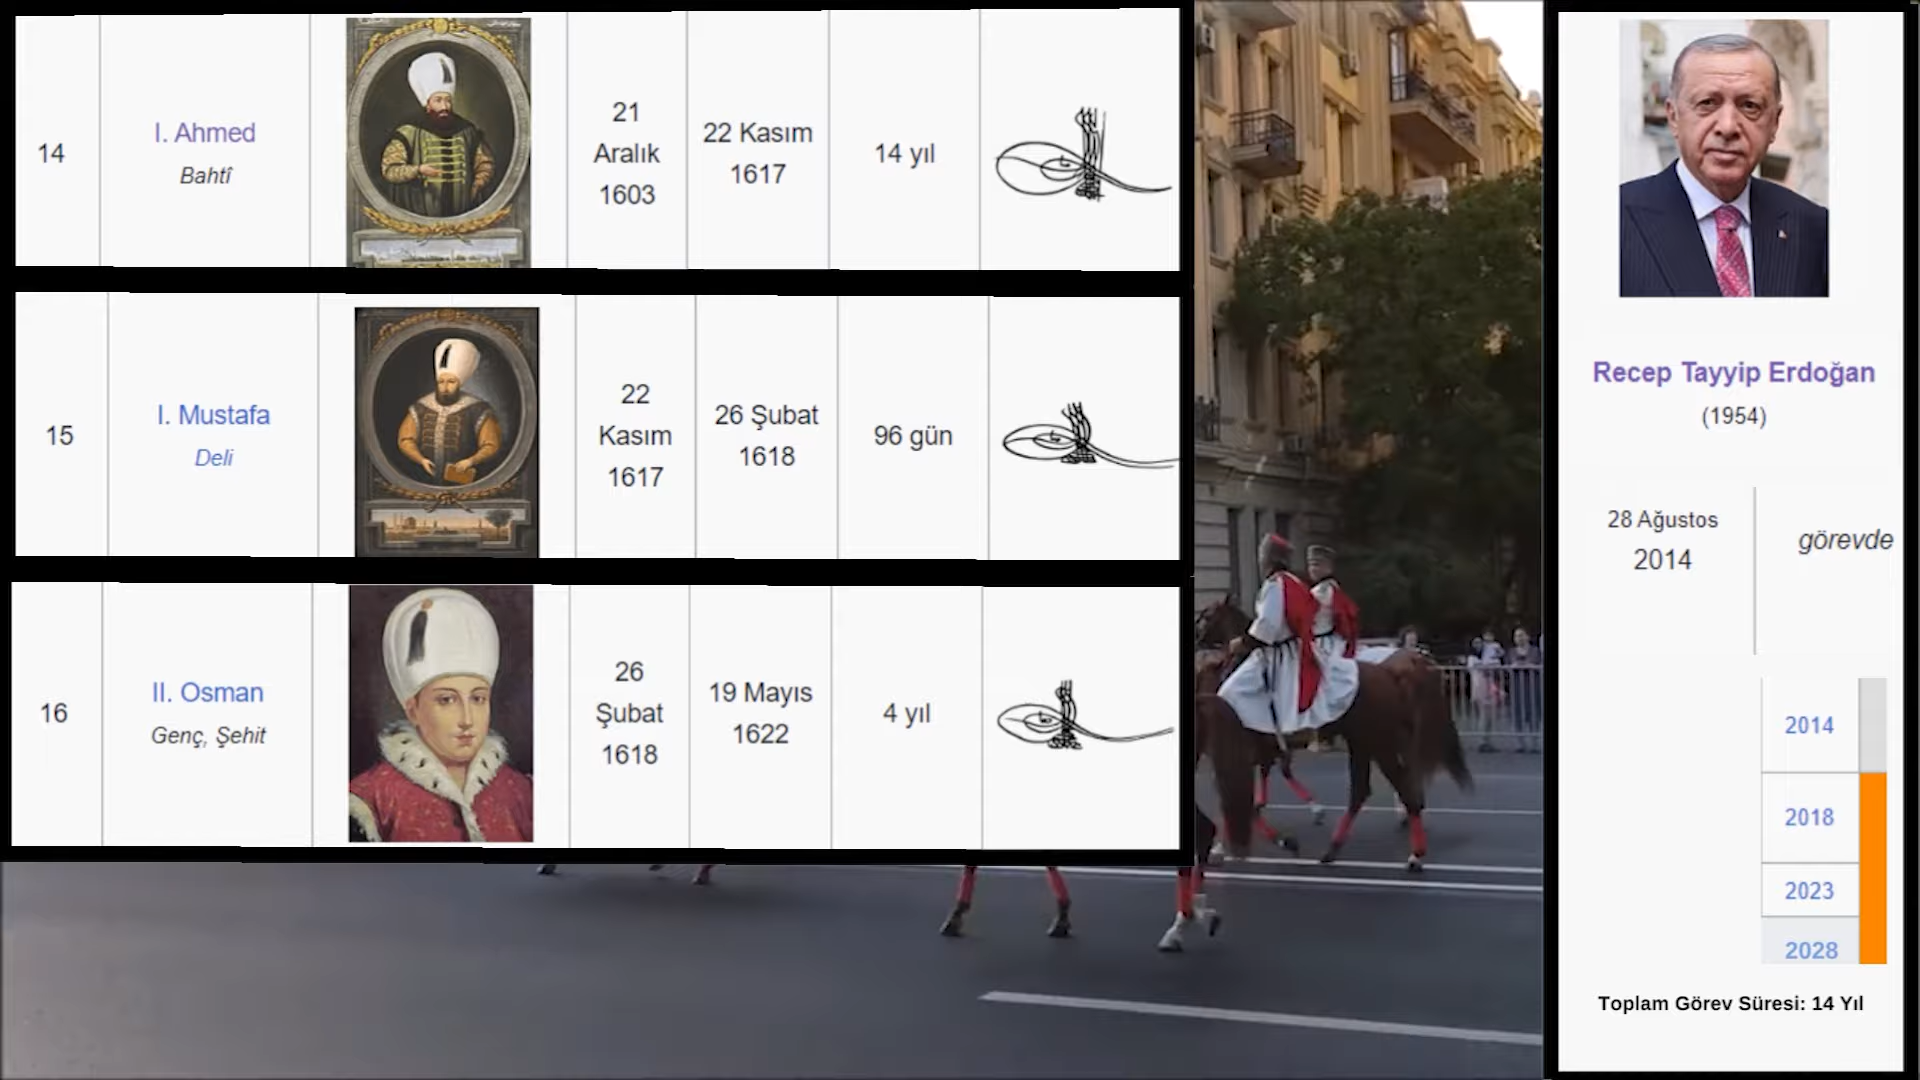 14
I. Ahmed
Bahtî
21
Aralık
1603
22 Kasım
1617
14 yıl
15
I. Mustafa
Deli
22
Kasım
1617
26 Şubat
1618
96 gün
16
II. Osman
Genç, Şehit
26
Şubat
1618
19 Mayıs
1622
4 yıl
Recep Tayyip Erdoğan
(1954)
28 Ağustos
2014
görevde
2014
2018
2023
2028
Toplam Görev Süresi: 14 Yıl